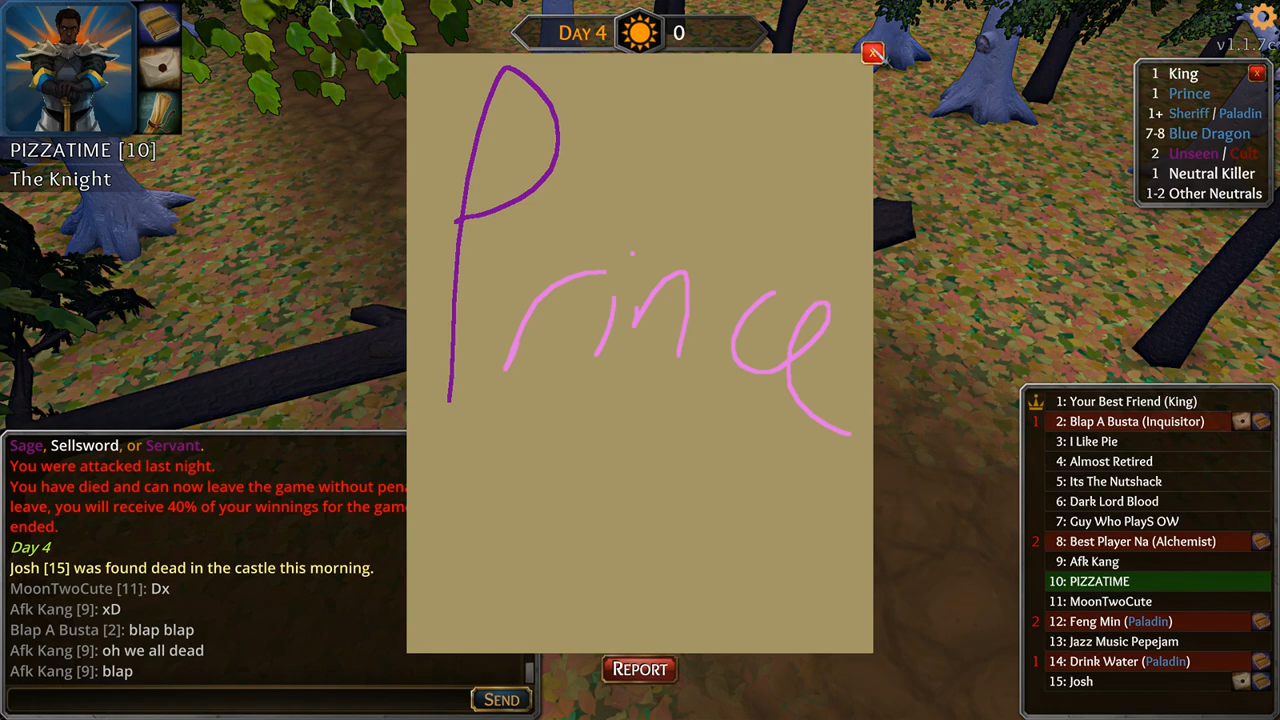 DAY 4 0
v1.1.7c
PIZZATIME [10]
The Knight
1 King
1 Prince
1+ Sheriff / Paladin
7-8 Blue Dragon
2 Unseen / Cult
1 Neutral Killer
1-2 Other Neutrals
Prince
Sage, Sellsword, or Servant.
You were attacked last night.
You have died and can now leave the game without
leave, you will receive 40% of your winnings for the
ended.
Day 4
Josh [15] was found dead in the castle this morning.
MoonTwoCute [11]: Dx
Afk Kang [9]: xD
Blap A Busta [2]: blap blap
Afk Kang [9]: oh we all dead
Afk Kang [9]: blap
SEND
REPORT
1: Your Best Friend (King)
1 2: Blap A Busta (Inquisitor)
3: I Like Pie
4: Almost Retired
5: Its The Nutshack
6: Dark Lord Blood
7: Guy Who PlayS OW
2 8: Best Player Na (Alchemist)
9: Afk Kang
10: PIZZATIME
11: MoonTwoCute
2 12: Feng Min (Paladin)
13: Jazz Music Pepejam
1 14: Drink Water (Paladin)
15: Josh